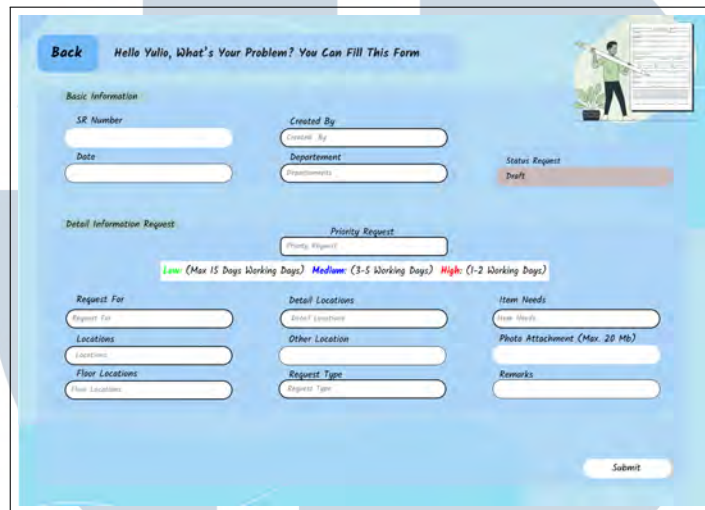 Back
Hello Yulio, What's Your Problem? You Can Fill This Form
Basic Information
SR Number
Created By
Created By
Date
Departement
Departements
Status Request
Draft
Detail Information Request
Priority Request
Priority Request
Low: (Max 15 Days Working Days) Medium: (3-5 Working Days) High: (1-2 Working Days)
Request For
Detail Locations
Item Needs
Request For
Detail Locations
Item Needs
Locations
Other Location
Photo Attachment (Max. 20 Mb)
Locations
Floor Locations
Request Type
Remarks
Floor Locations
Request Type
Submit